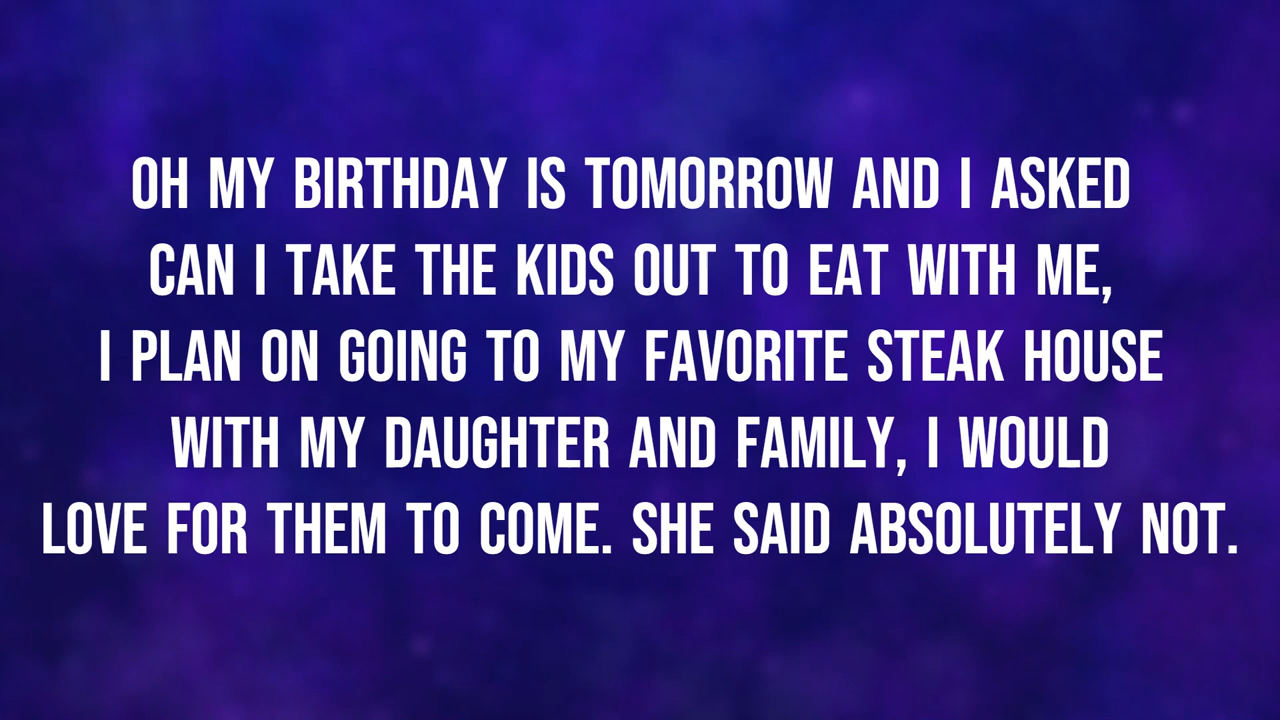 OH MY BIRTHDAY IS TOMORROW AND I ASKED
CAN I TAKE THE KIDS OUT TO EAT WITH ME,
I PLAN ON GOING TO MY FAVORITE STEAK HOUSE
WITH MY DAUGHTER AND FAMILY, I WOULD
LOVE FOR THEM TO COME. SHE SAID ABSOLUTELY NOT.